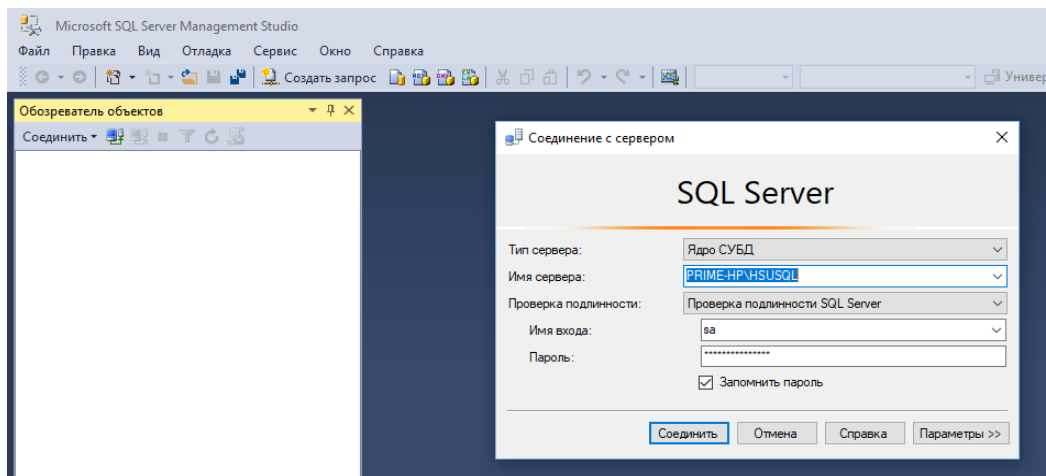 Microsoft SQL Server Management Studio
Файл Правка Вид Отладка Сервис Окно Справка
Создать запрос
Обозреватель объектов
Соединить
Соединение с сервером
SQL Server
Тип сервера: Ядро СУБД
Имя сервера: PRIME-HP\HSUSQL
Проверка подлинности: Проверка подлинности SQL Server
Имя входа: sa
Пароль: ***************
Запомнить пароль
Соединить Отмена Справка Параметры >>